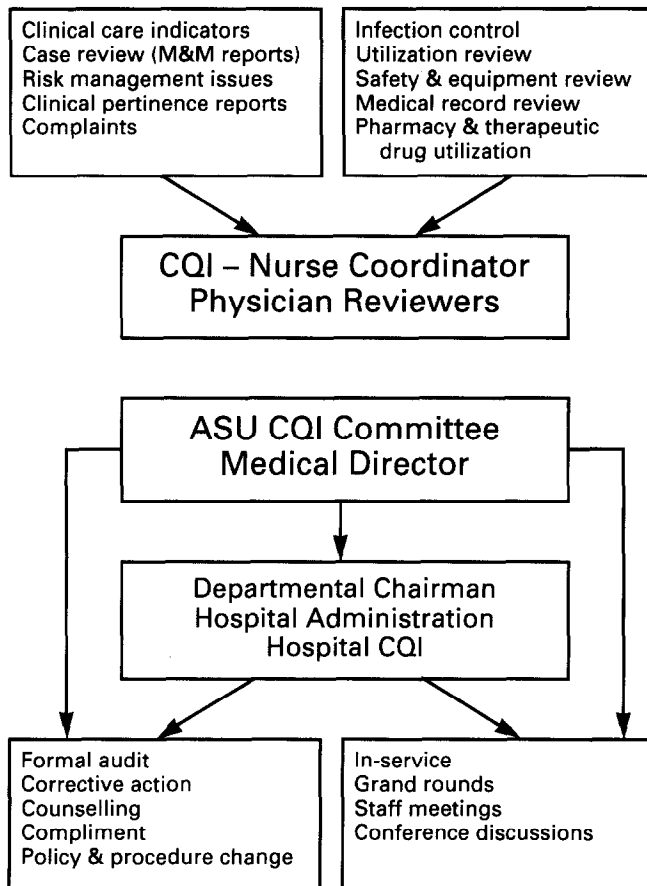 Clinical care indicators
Case review (M&M reports)
Risk management issues
Clinical pertinence reports
Complaints
Infection control
Utilization review
Safety & equipment review
Medical record review
Pharmacy & therapeutic
drug utilization
CQI – Nurse Coordinator
Physician Reviewers
ASU CQI Committee
Medical Director
Departmental Chairman
Hospital Administration
Hospital CQI
Formal audit
Corrective action
Counselling
Compliment
Policy & procedure change
In-service
Grand rounds
Staff meetings
Conference discussions